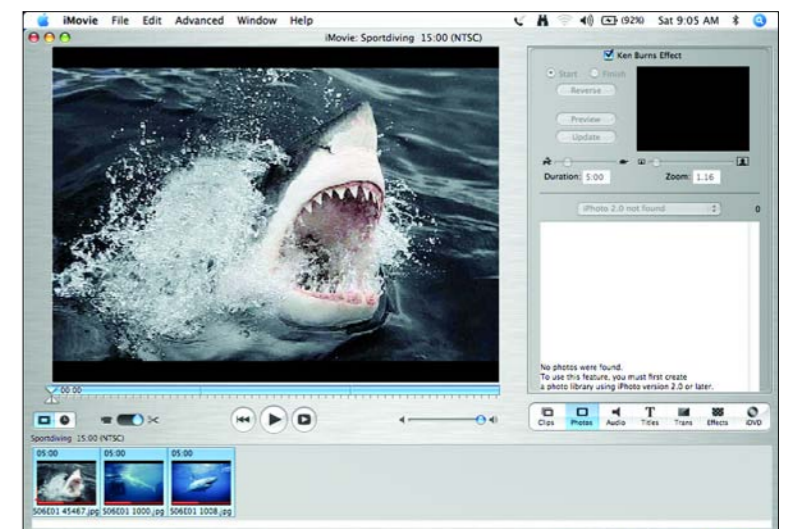 iMovie File Edit Advanced Window Help (92%) Sat 9:05 AM
iMovie: Sportdiving 15:00 (NTSC)
Ken Burns Effect
Start Finish
Reverse
Preview
Update
Duration: 5:00 Zoom: 1.16
iPhoto 2.0 not found 0
No photos were found.
To use this feature, you must first create
a photo library using iPhoto version 2.0 or later.
00:00
Clips Photos Audio Titles Trans Effects iDVD
Sportdiving 15:00 (NTSC)
05:00 05:00 05:00
S06E01 45467.jpg S06E01 1000.jpg S06E01 1008.jpg